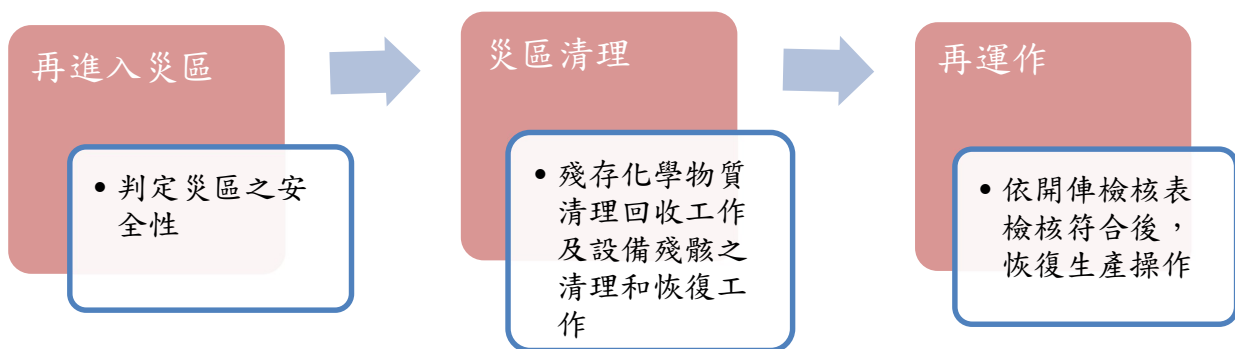 再進入災區
• 判定災區之安
全性
災區清理
• 殘存化學物質
清理回收工作
及設備殘骸之
清理和恢復工
作
再運作
• 依開俥檢核表
檢核符合後，
恢復生產操作